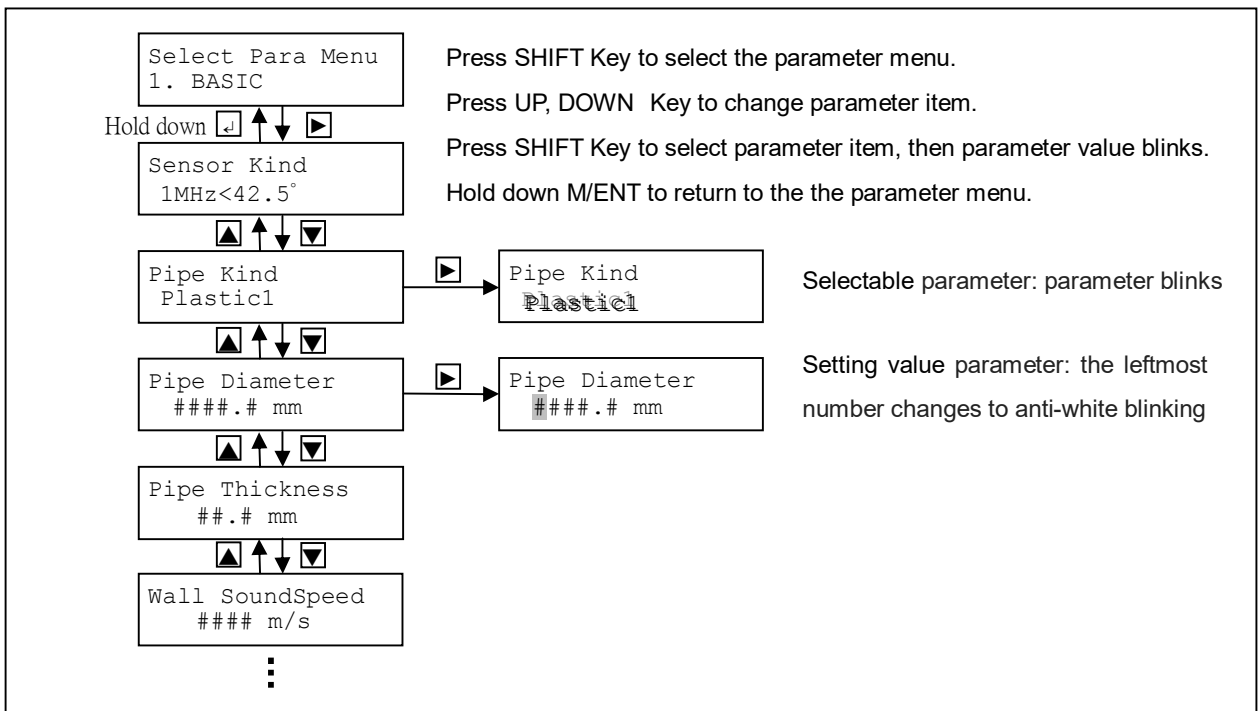 Select Para Menu
1. BASIC
Press SHIFT Key to select the parameter menu.
Press UP, DOWN Key to change parameter item.
Hold down ↵ ►
Sensor Kind
1MHz<42.5°
Press SHIFT Key to select parameter item, then parameter value blinks.
Hold down M/ENT to return to the the parameter menu.
▲ ▼
Pipe Kind
Plastic1
►
Pipe Kind
Plastic1
Selectable parameter: parameter blinks
▲ ▼
Pipe Diameter
####.# mm
►
Pipe Diameter
####.# mm
Setting value parameter: the leftmost
number changes to anti-white blinking
▲ ▼
Pipe Thickness
##.# mm
▲ ▼
Wall SoundSpeed
#### m/s
⋮